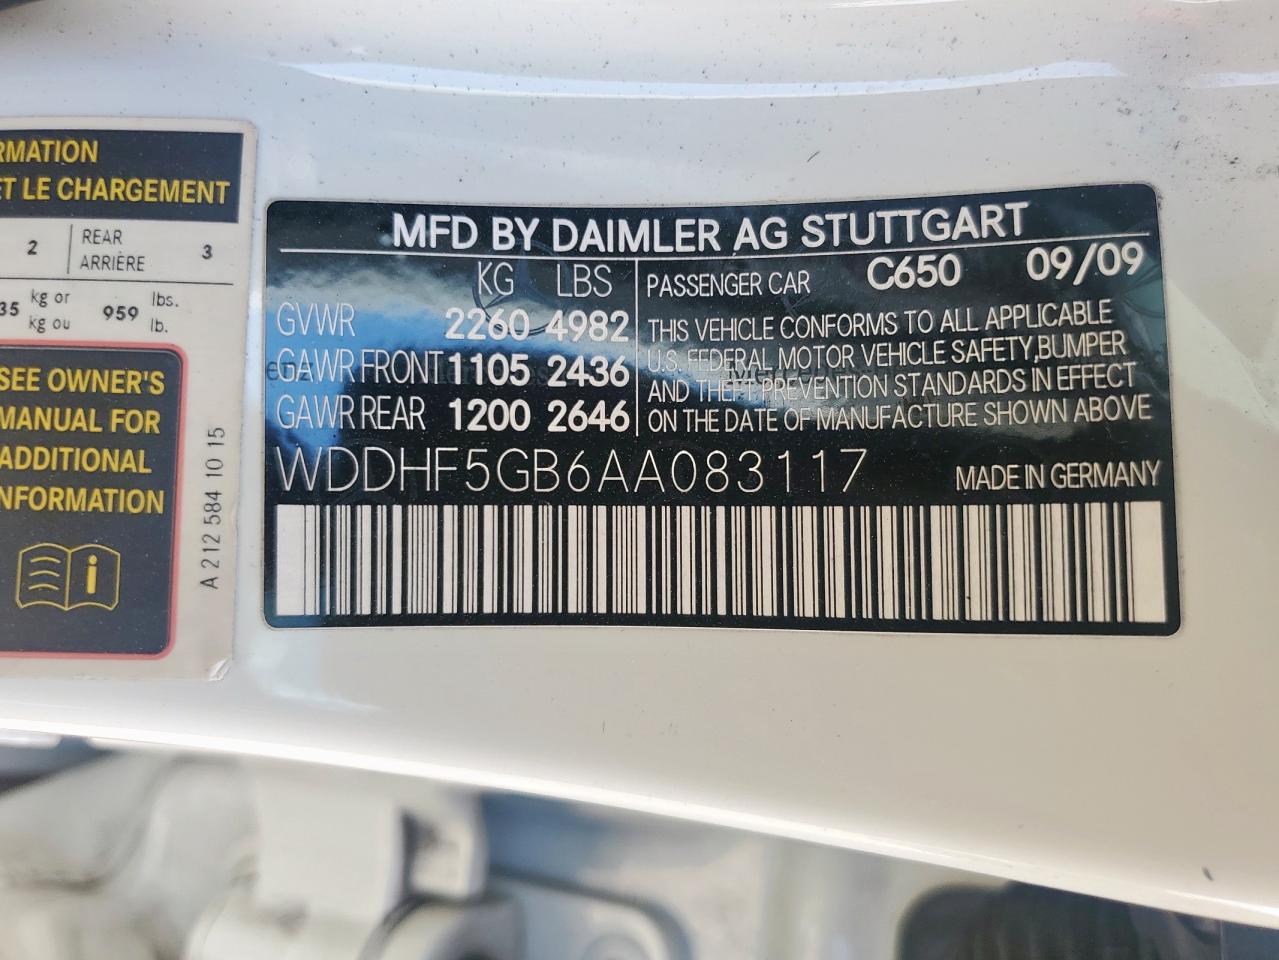 RMATION
ET LE CHARGEMENT
2 REAR ARRIÈRE 3
35 kg or kg ou 959 lbs. lb.
SEE OWNER'S
MANUAL FOR
ADDITIONAL
INFORMATION
A 212 584 10 15
MFD BY DAIMLER AG STUTTGART
KG LBS
GVWR 2260 4982
GAWR FRONT 1105 2436
GAWR REAR 1200 2646
PASSENGER CAR C650 09/09
THIS VEHICLE CONFORMS TO ALL APPLICABLE
U.S. FEDERAL MOTOR VEHICLE SAFETY, BUMPER
AND THEFT PREVENTION STANDARDS IN EFFECT
ON THE DATE OF MANUFACTURE SHOWN ABOVE
WDDHF5GB6AA083117 MADE IN GERMANY